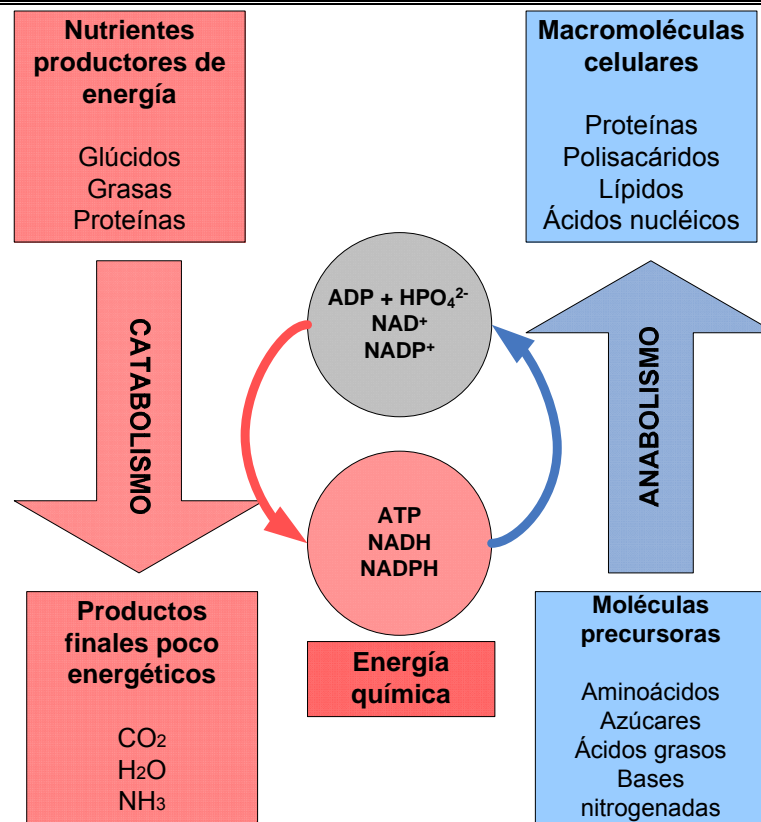 Nutrientes
productores de
energía
Glúcidos
Grasas
Proteínas
CATABOLISMO
Productos
finales poco
energéticos
CO₂
H₂O
NH₃
ADP + HPO₄²⁻
NAD⁺
NADP⁺
ATP
NADH
NADPH
Energía
química
Macromoléculas
celulares
Proteínas
Polisacáridos
Lípidos
Ácidos nucléicos
ANABOLISMO
Moléculas
precursoras
Aminoácidos
Azúcares
Ácidos grasos
Bases
nitrogenadas